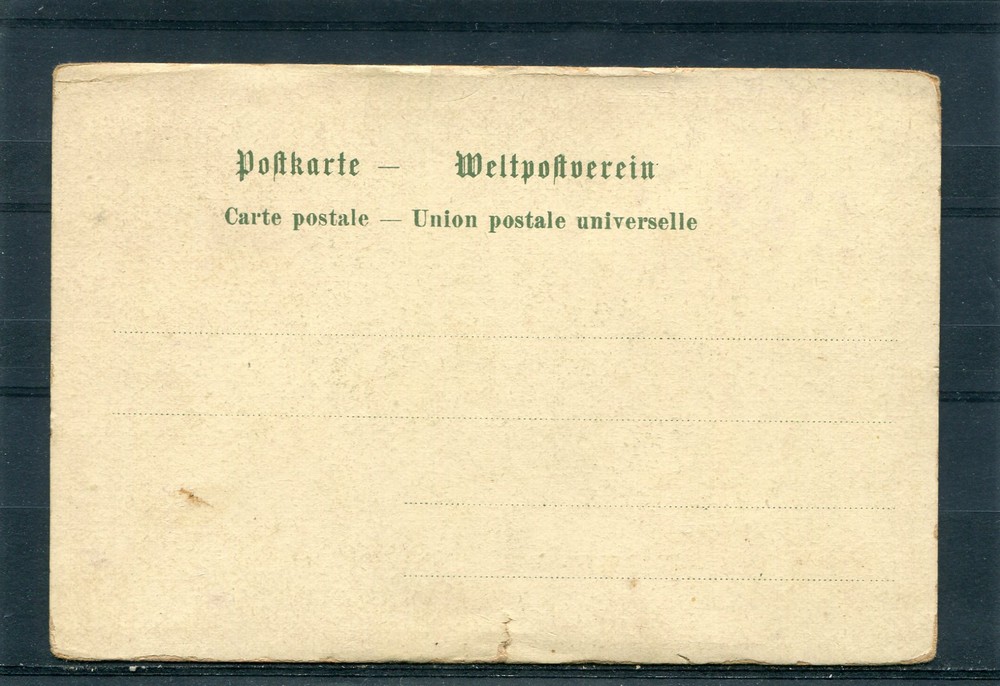 Postkarte — Weltpostverein
Carte postale — Union postale universelle